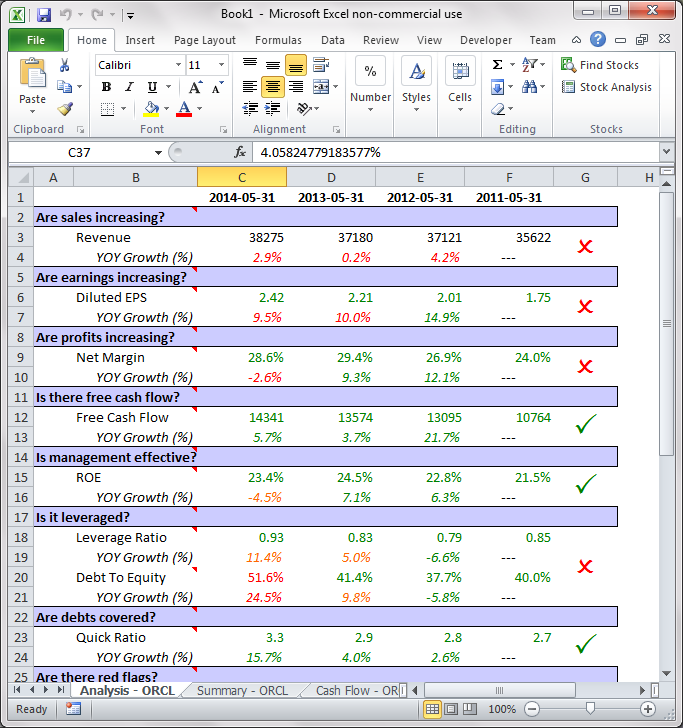 Book1 - Microsoft Excel non-commercial use
File Home Insert Page Layout Formulas Data Review View Developer Team
Calibri 11 % A Σ Find Stocks
Paste B I U A A Number Styles Cells Stock Analysis
Clipboard Font Alignment Editing Stocks
C37 fx 4.05824779183577%
A B C D E F G H
1 2014-05-31 2013-05-31 2012-05-31 2011-05-31
2 Are sales increasing?
3 Revenue 38275 37180 37121 35622
4 YOY Growth (%) 2.9% 0.2% 4.2% ---
5 Are earnings increasing?
6 Diluted EPS 2.42 2.21 2.01 1.75
7 YOY Growth (%) 9.5% 10.0% 14.9% ---
8 Are profits increasing?
9 Net Margin 28.6% 29.4% 26.9% 24.0%
10 YOY Growth (%) -2.6% 9.3% 12.1% ---
11 Is there free cash flow?
12 Free Cash Flow 14341 13574 13095 10764
13 YOY Growth (%) 5.7% 3.7% 21.7% ---
14 Is management effective?
15 ROE 23.4% 24.5% 22.8% 21.5%
16 YOY Growth (%) -4.5% 7.1% 6.3% ---
17 Is it leveraged?
18 Leverage Ratio 0.93 0.83 0.79 0.85
19 YOY Growth (%) 11.4% 5.0% -6.6% ---
20 Debt To Equity 51.6% 41.4% 37.7% 40.0%
21 YOY Growth (%) 24.5% 9.8% -5.8% ---
22 Are debts covered?
23 Quick Ratio 3.3 2.9 2.8 2.7
24 YOY Growth (%) 15.7% 4.0% 2.6% ---
25 Are there red flags?
Analysis - ORCL Summary - ORCL Cash Flow - OR
Ready 100%